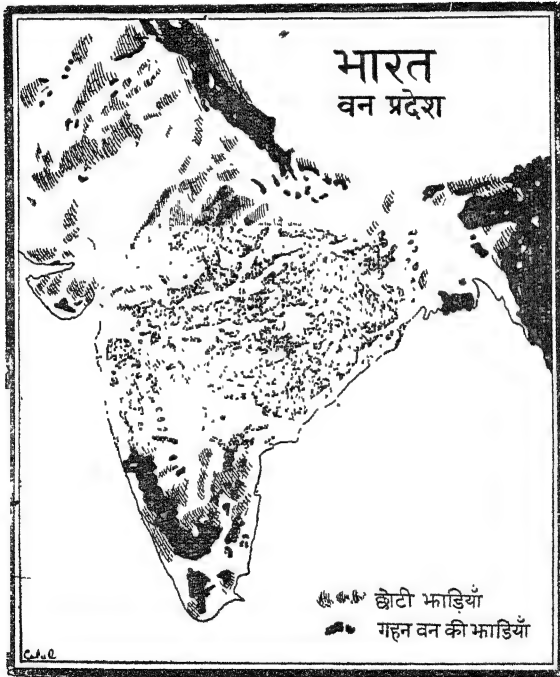 भारत
वन प्रदेश
छोटी झाड़ियाँ
गहन वन की झाड़ियाँ